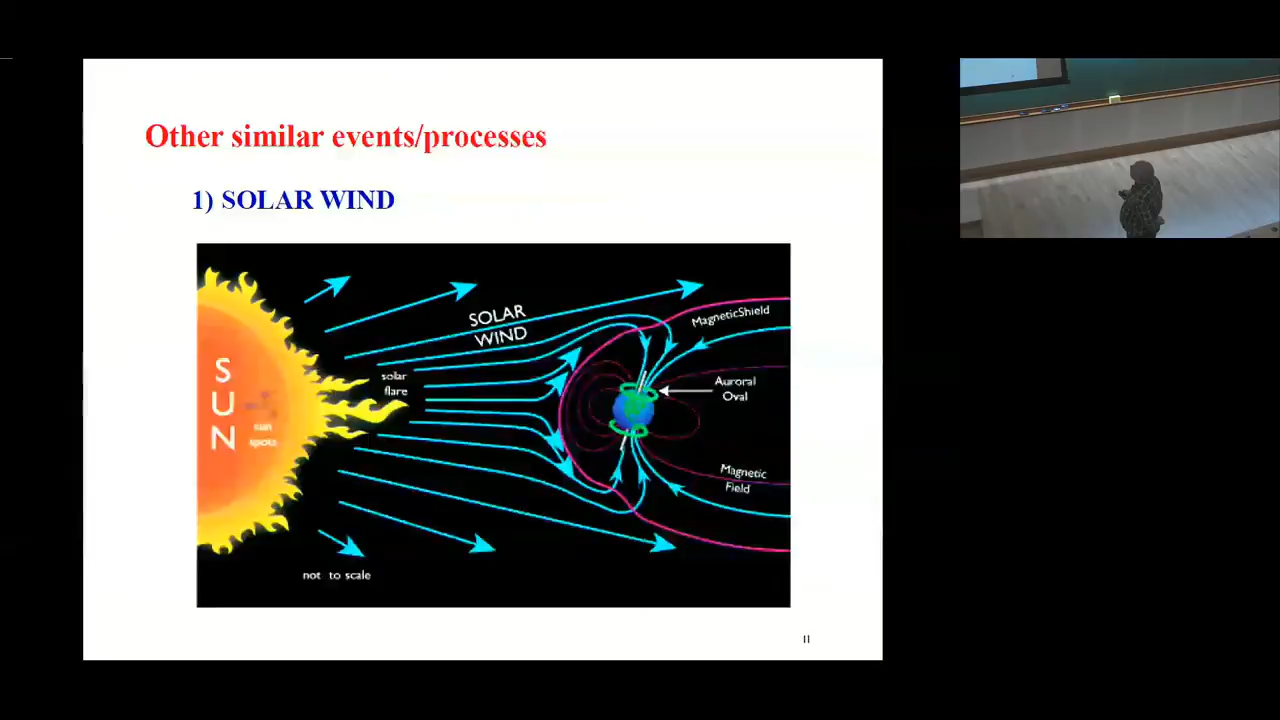 Other similar events/processes
1) SOLAR WIND
SOLAR
WIND
MagneticShield
S
U
N
solar
flare
sun
spots
Auroral
Oval
Magnetic
Field
not to scale
11